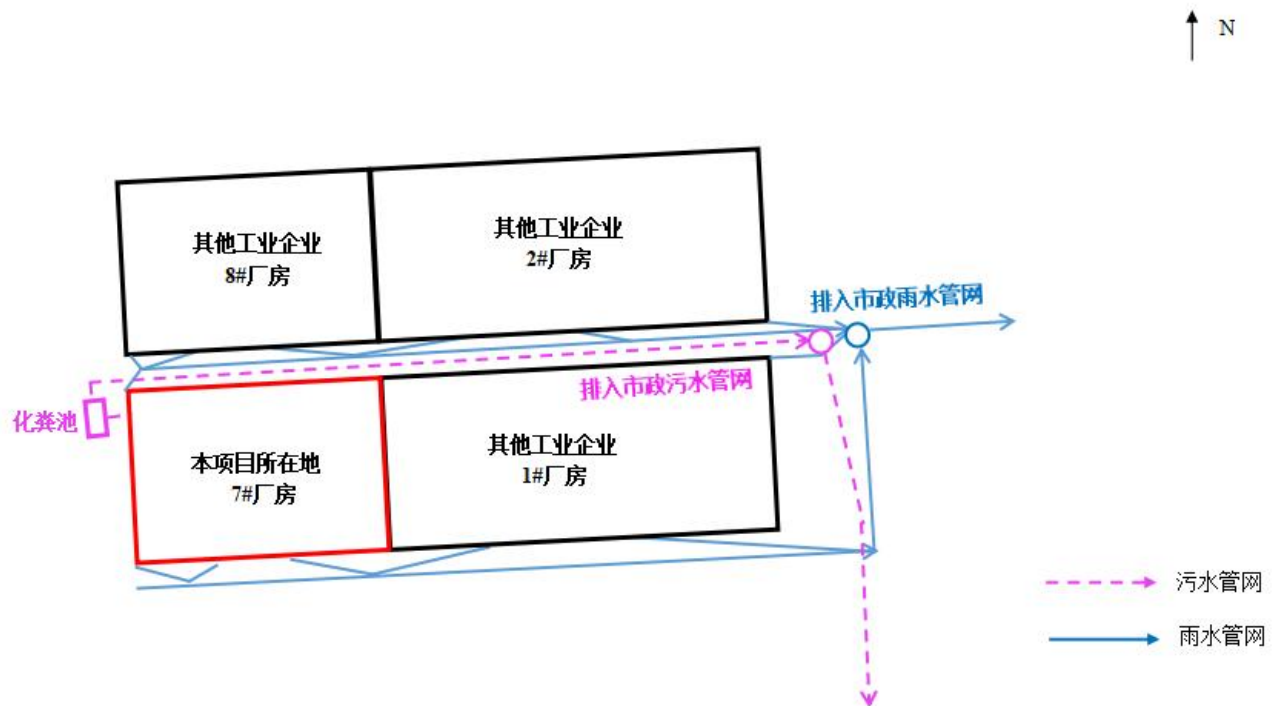 N
其他工业企业
8#厂房
其他工业企业
2#厂房
排入市政雨水管网
排入市政污水管网
化粪池
本项目所在地
7#厂房
其他工业企业
1#厂房
污水管网
雨水管网